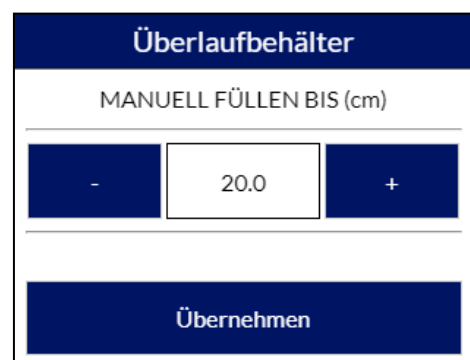 Überlaufbehälter
MANUELL FÜLLEN BIS (cm)
- 20.0 +
Übernehmen